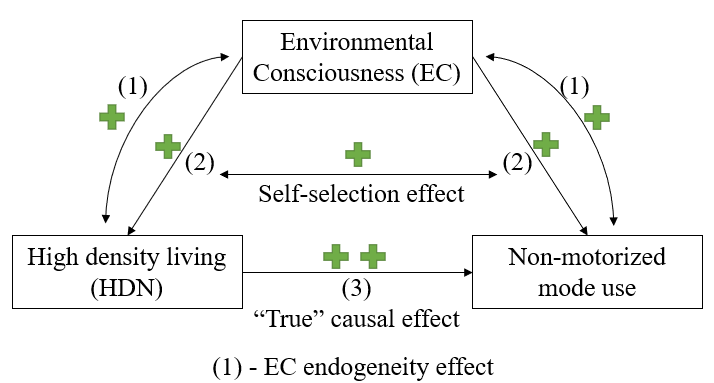 Environmental
Consciousness (EC)
(1)
(1)
(2)
(2)
Self-selection effect
High density living
(HDN)
Non-motorized
mode use
(3)
“True” causal effect
(1) - EC endogeneity effect